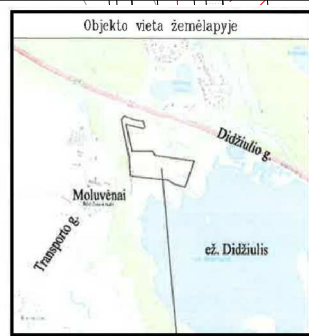 Objekto vieta žemėlapyje
Didžiulio g.
Moluvėnai
Transporto g.
ež. Didžiulis